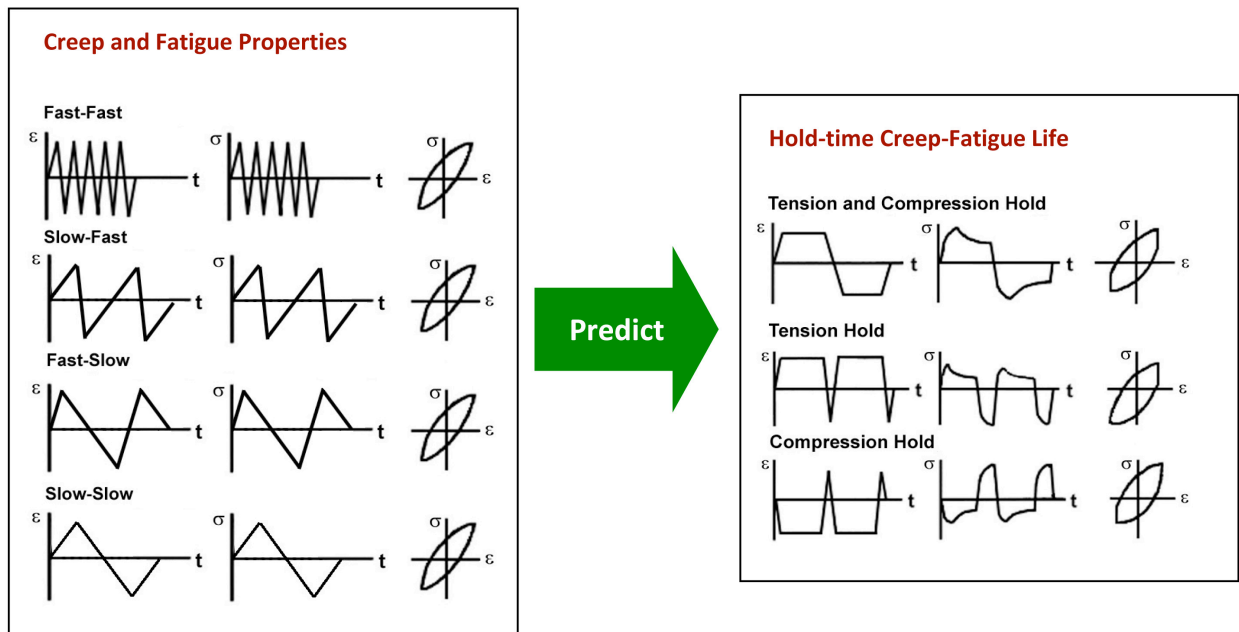 Creep and Fatigue Properties
Fast-Fast
ε
t
σ
t
σ
ε
Slow-Fast
ε
t
σ
t
σ
ε
Fast-Slow
ε
t
σ
t
σ
ε
Slow-Slow
ε
t
σ
t
σ
ε
Predict
Hold-time Creep-Fatigue Life
Tension and Compression Hold
ε
t
σ
t
σ
ε
Tension Hold
ε
t
σ
t
σ
ε
Compression Hold
ε
t
σ
t
σ
ε